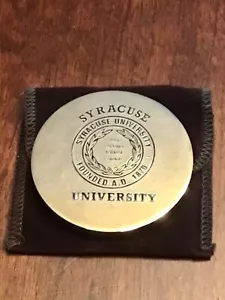 SYRACUSE
SYRACUSE UNIVERSITY
FOUNDED A.D. 1870
UNIVERSITY